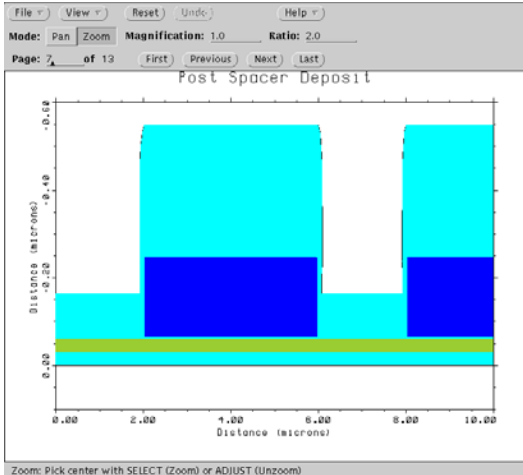 File View Reset Undo Help
Mode: Pan Zoom Magnification: 1.0 Ratio: 2.0
Page: 7 of 13 First Previous Next Last
Post Spacer Deposit
-0.60
-0.40
-0.20
0.00
Distance (microns)
0.00 2.00 4.00 6.00 8.00 10.00
Distance (microns)
Zoom: Pick center with SELECT (Zoom) or ADJUST (Unzoom)